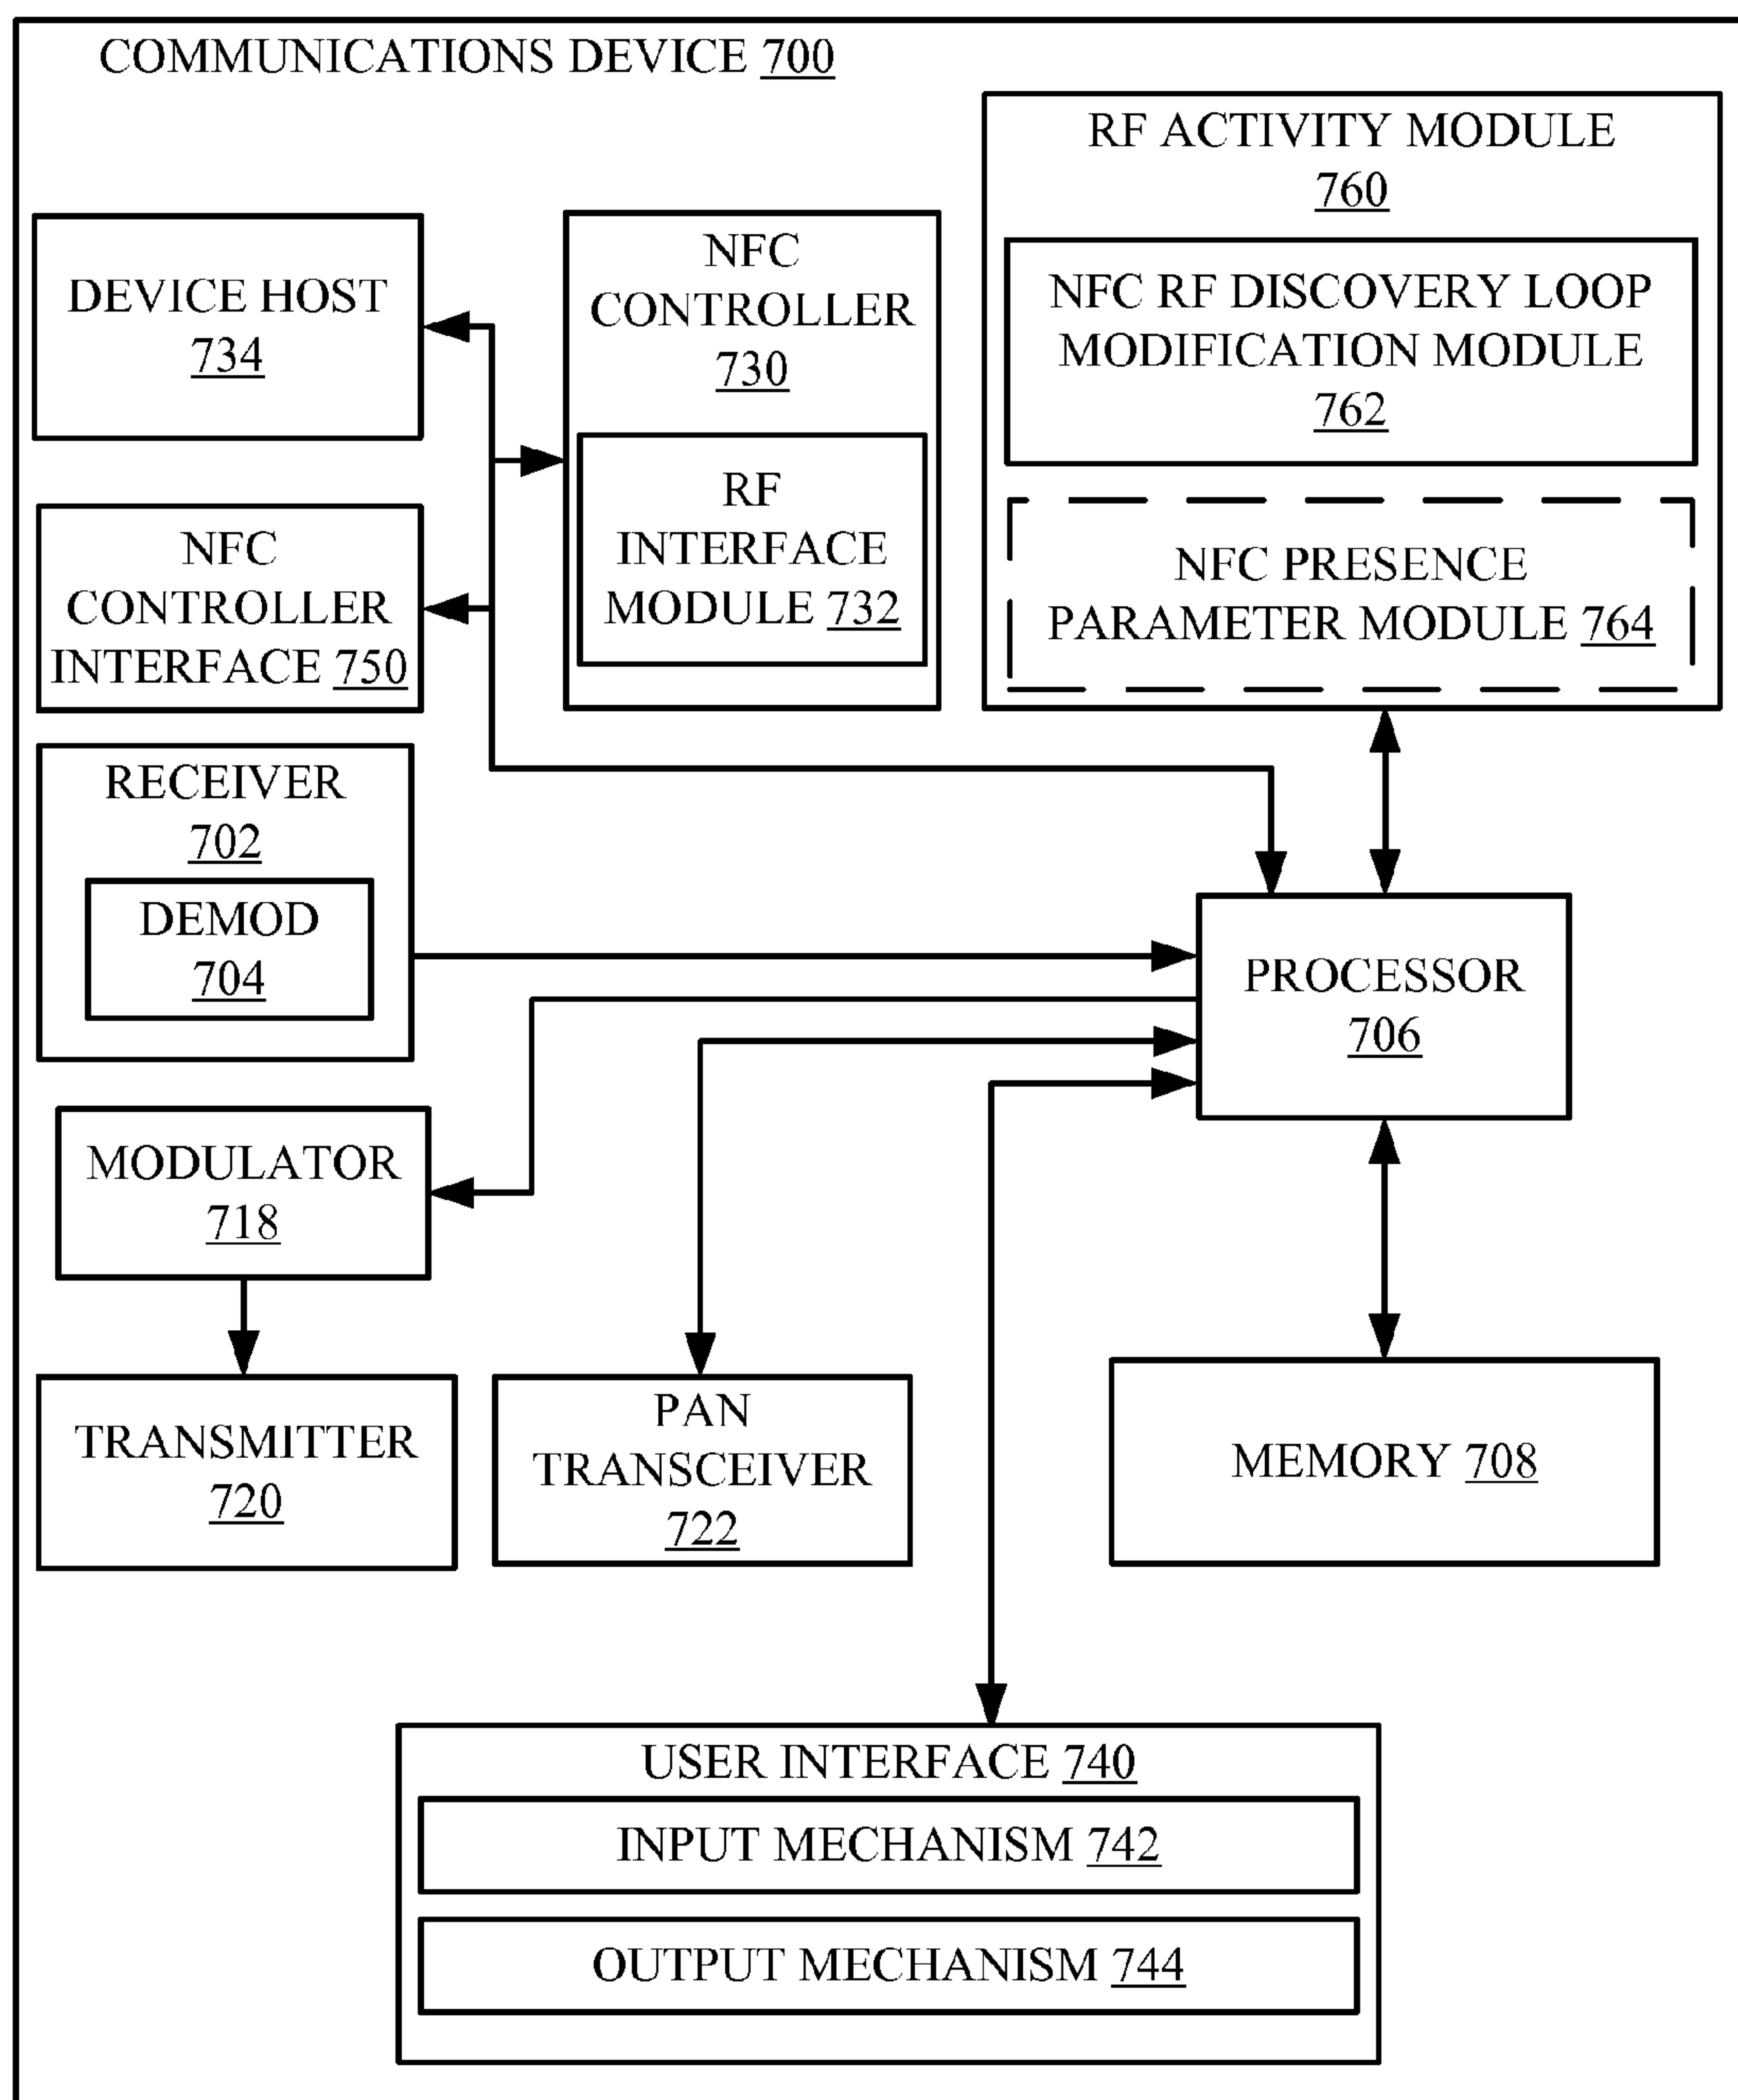 COMMUNICATIONS DEVICE 700
RF ACTIVITY MODULE
760
NFC RF DISCOVERY LOOP
MODIFICATION MODULE
762
NFC PRESENCE
PARAMETER MODULE 764
DEVICE HOST
734
NFC
CONTROLLER
730
RF
INTERFACE
MODULE 732
NFC
CONTROLLER
INTERFACE 750
RECEIVER
702
DEMOD
704
PROCESSOR
706
MODULATOR
718
TRANSMITTER
720
PAN
TRANSCEIVER
722
MEMORY 708
USER INTERFACE 740
INPUT MECHANISM 742
OUTPUT MECHANISM 744